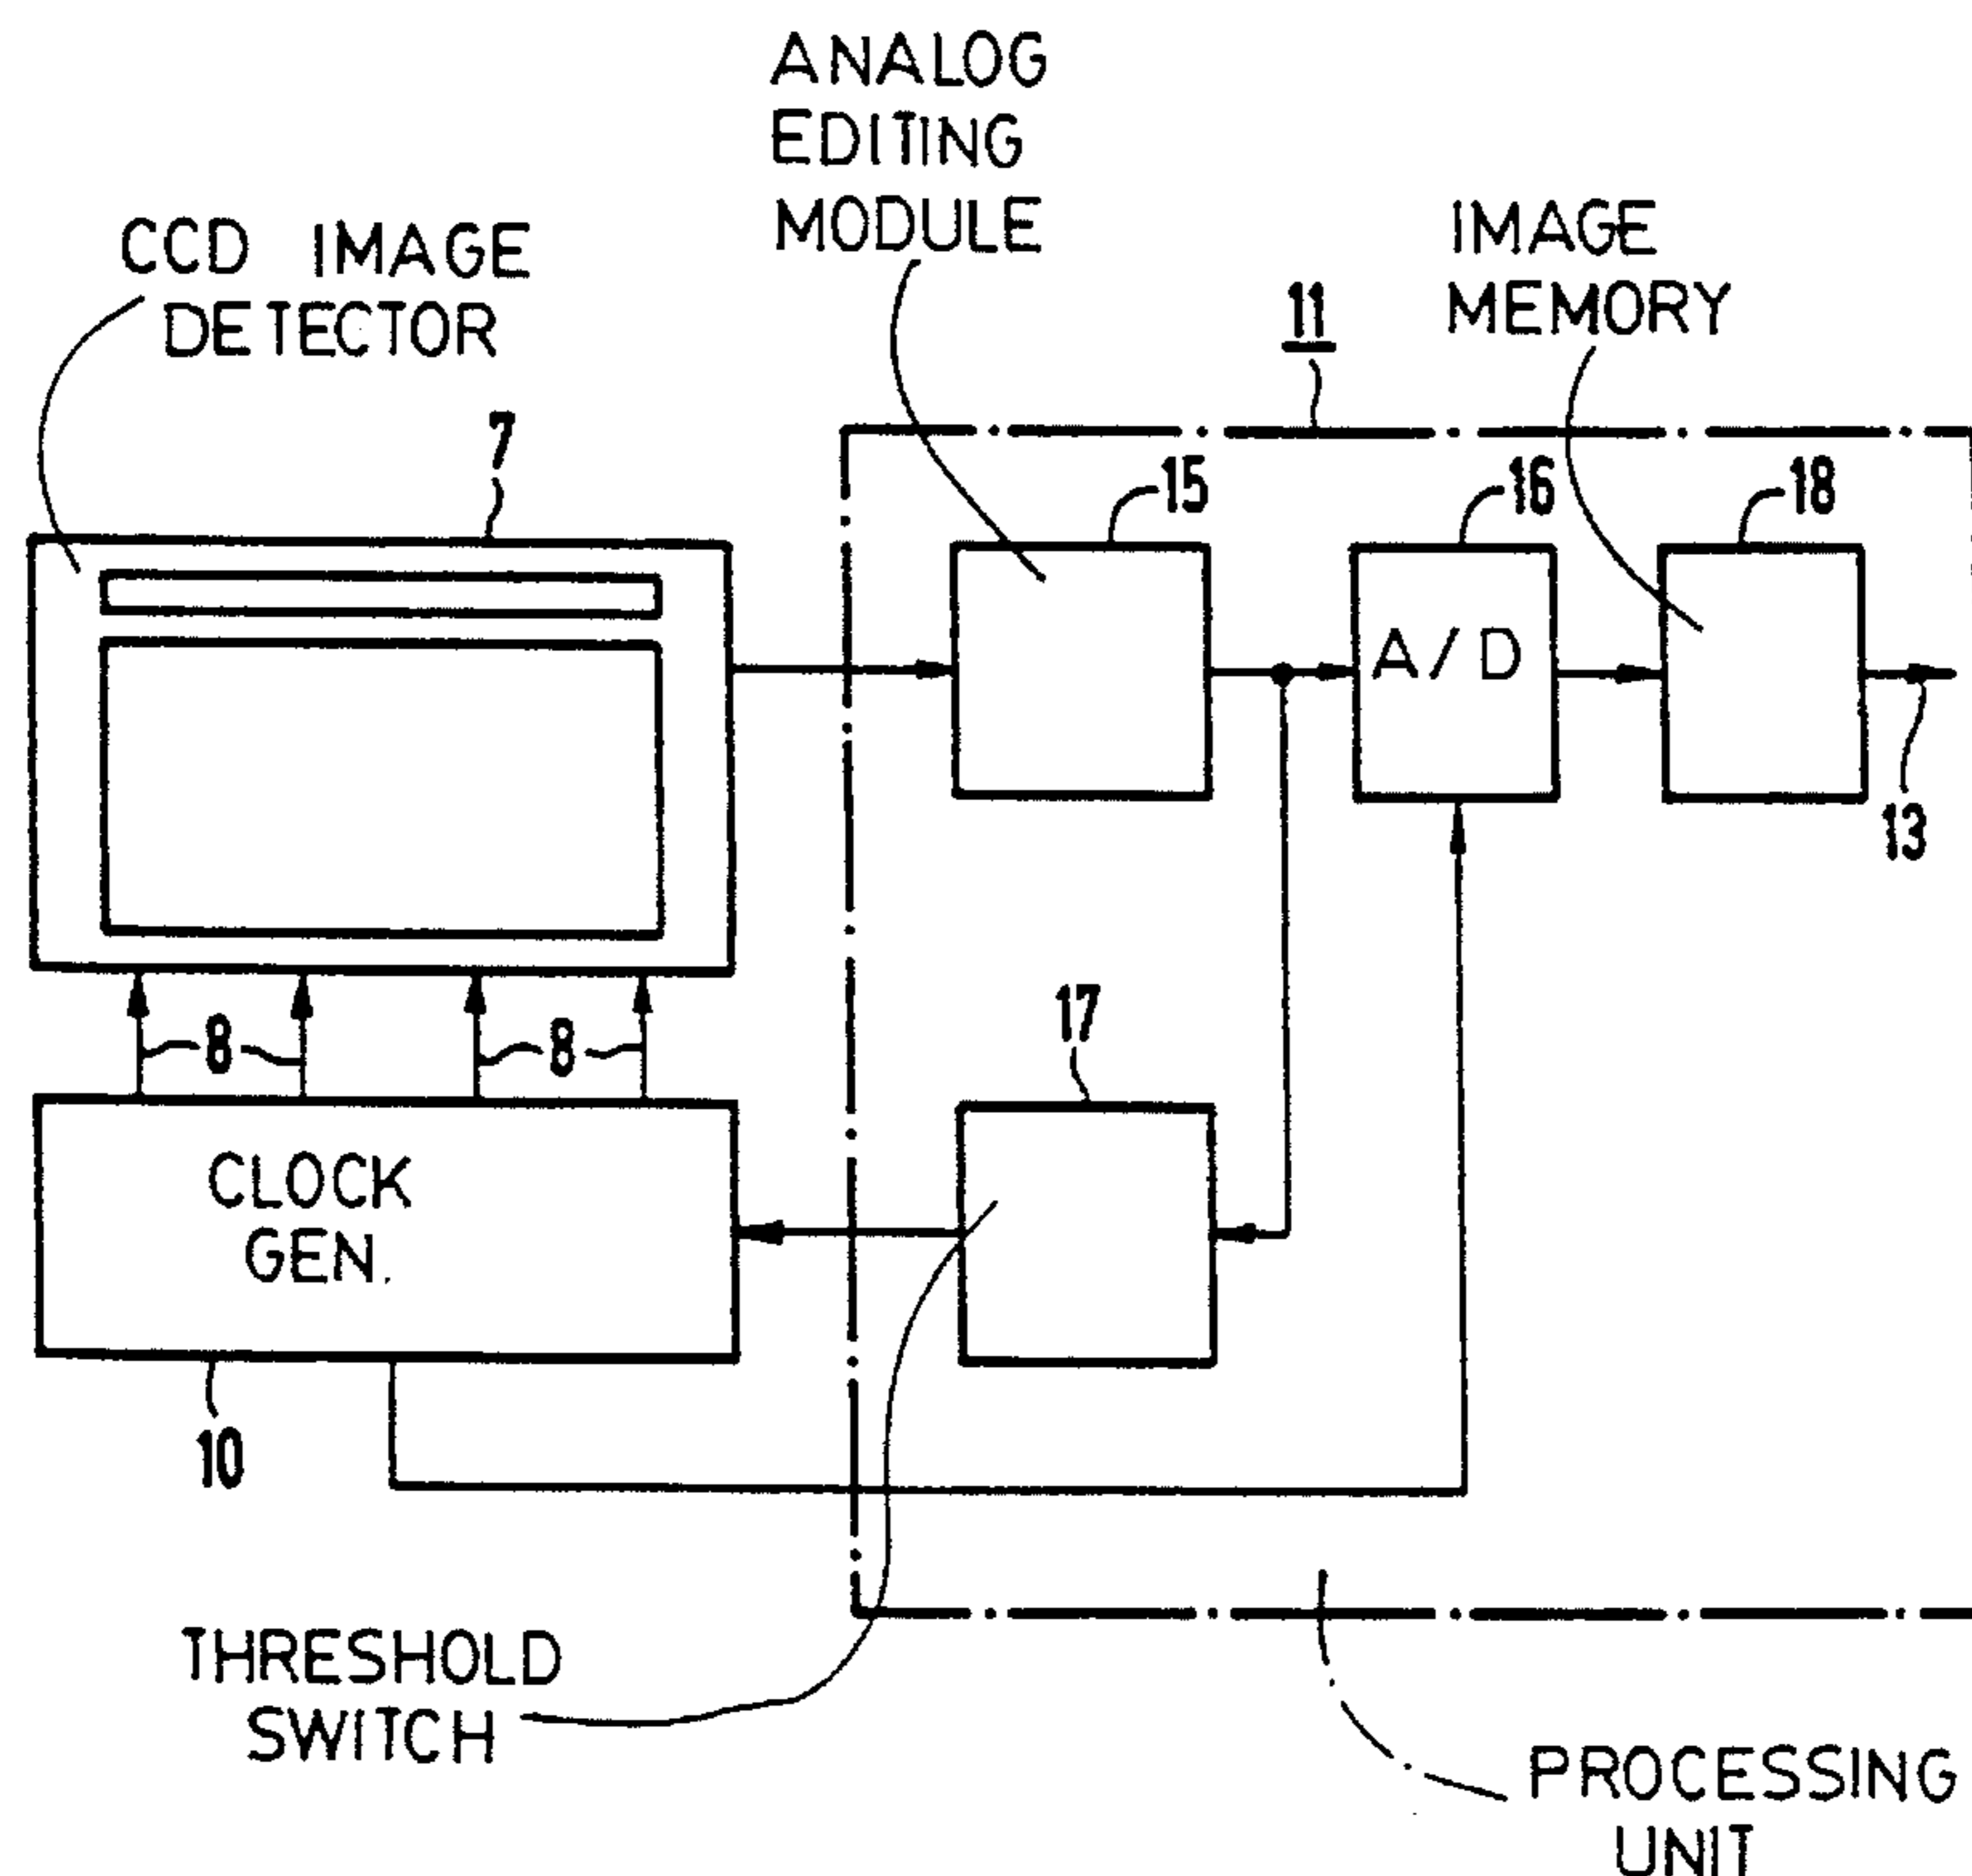 ANALOG
EDITING
MODULE
CCD IMAGE
DETECTOR
IMAGE
MEMORY
11
7
15
16
18
A/D
13
8
8
17
CLOCK
GEN.
10
THRESHOLD
SWITCH
PROCESSING
UNIT